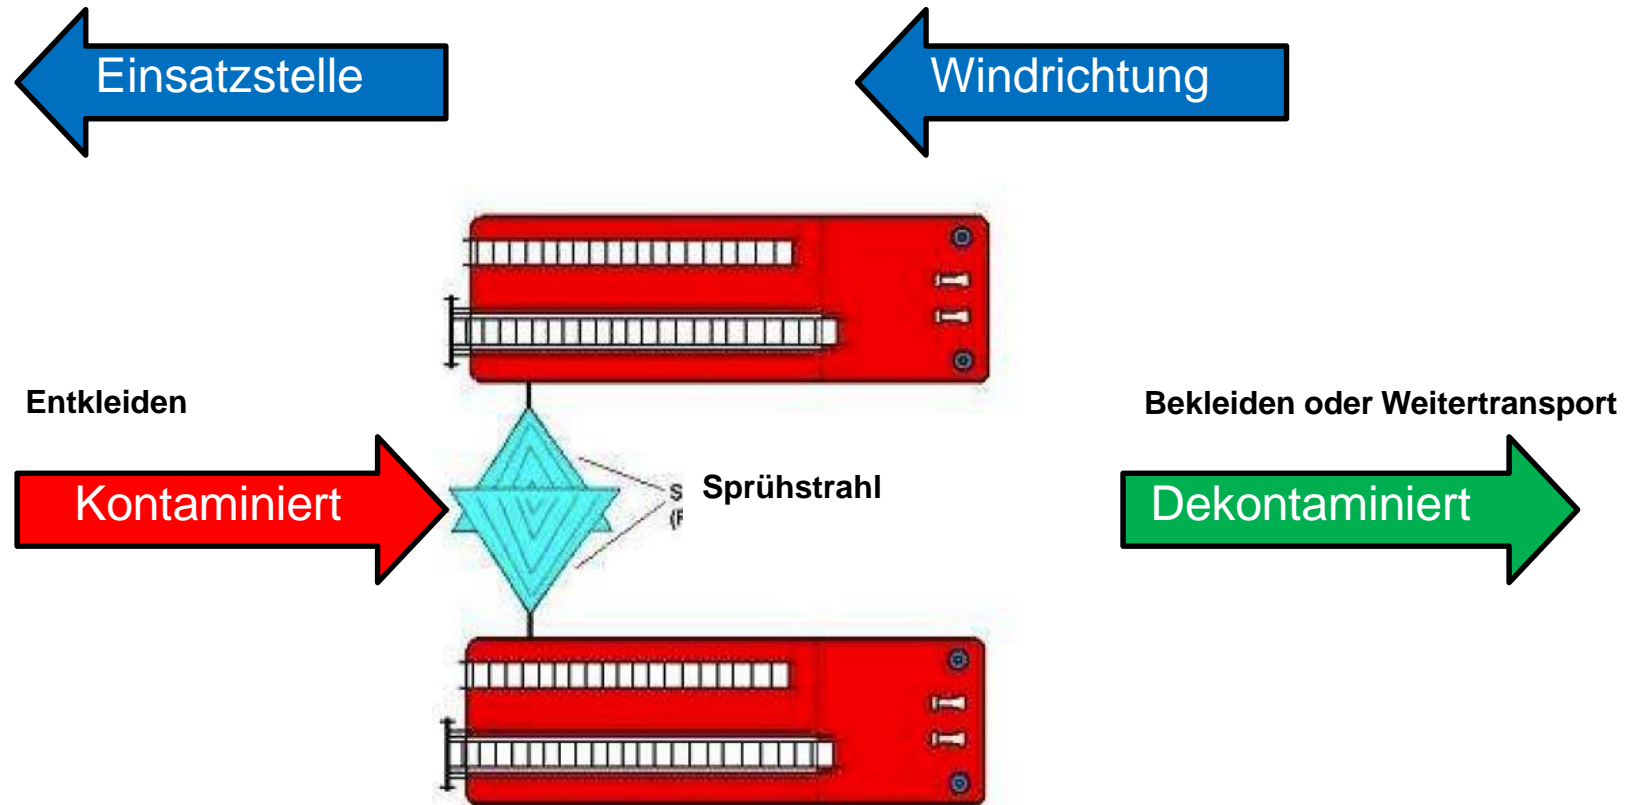 Einsatzstelle
Windrichtung
Entkleiden
Bekleiden oder Weitertransport
Kontaminiert
Sprühstrahl
S
(F
Dekontaminiert